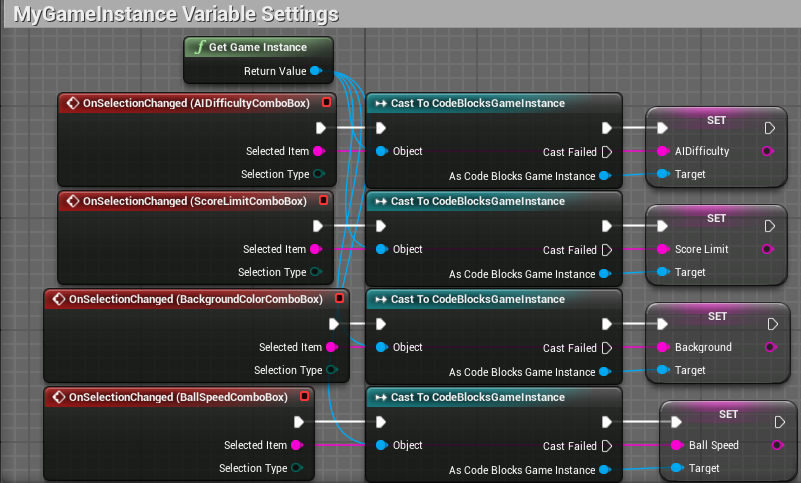 MyGameInstance Variable Settings
f Get Game Instance
Return Value
OnSelectionChanged (AIDifficultyComboBox)
Selected Item
Selection Type
Cast To CodeBlocksGameInstance
Object
Cast Failed
As Code Blocks Game Instance
SET
AIDifficulty
Target
OnSelectionChanged (ScoreLimitComboBox)
Selected Item
Selection Type
Cast To CodeBlocksGameInstance
Object
Cast Failed
As Code Blocks Game Instance
SET
Score Limit
Target
OnSelectionChanged (BackgroundColorComboBox)
Selected Item
Selection Type
Cast To CodeBlocksGameInstance
Object
Cast Failed
As Code Blocks Game Instance
SET
Background
Target
OnSelectionChanged (BallSpeedComboBox)
Selected Item
Selection Type
Cast To CodeBlocksGameInstance
Object
Cast Failed
As Code Blocks Game Instance
SET
Ball Speed
Target